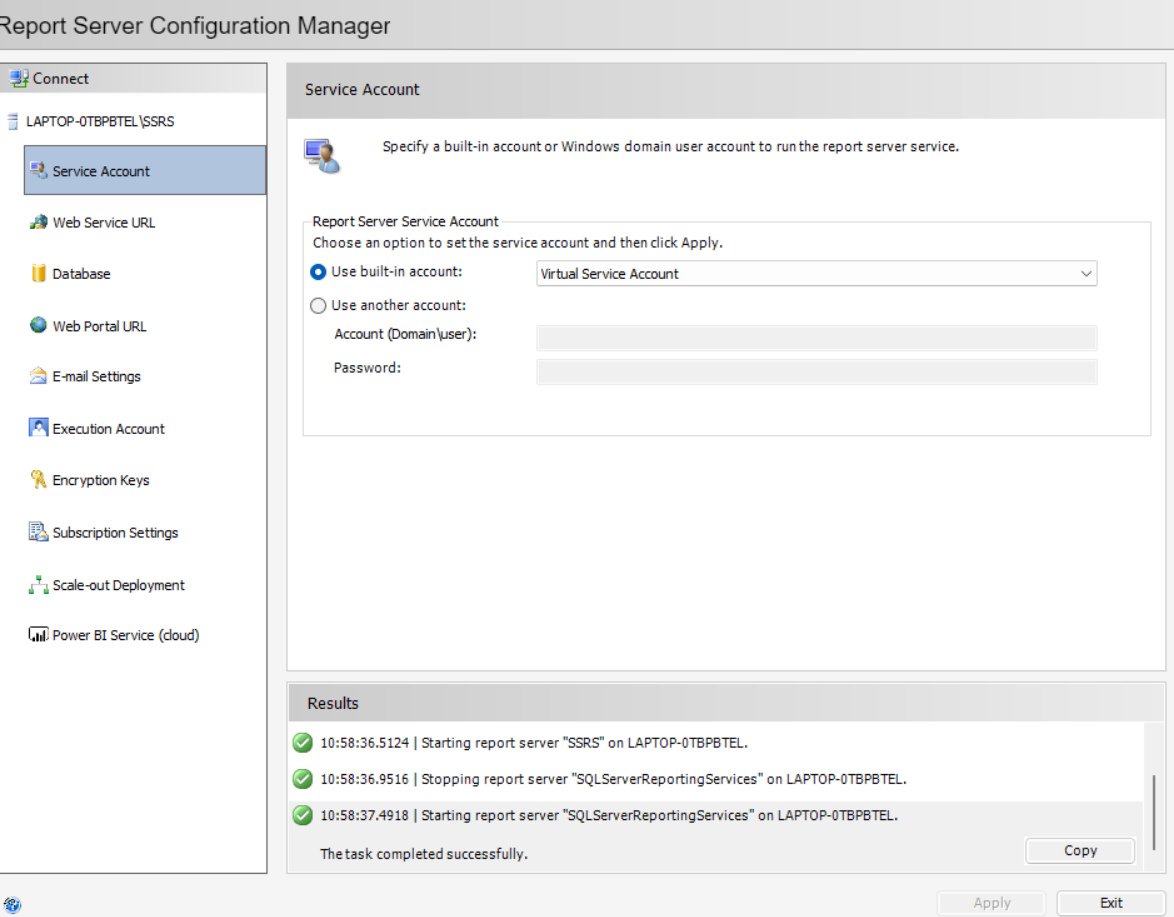 Report Server Configuration Manager
Connect
LAPTOP-0TBPBTEL\SSRS
Service Account
Web Service URL
Database
Web Portal URL
E-mail Settings
Execution Account
Encryption Keys
Subscription Settings
Scale-out Deployment
Power BI Service (cloud)
Service Account
Specify a built-in account or Windows domain user account to run the report server service.
Report Server Service Account
Choose an option to set the service account and then click Apply.
Use built-in account:
Virtual Service Account
Use another account:
Account (Domain\user):
Password:
Results
10:58:36.5124 | Starting report server "SSRS" on LAPTOP-0TBPBTEL.
10:58:36.9516 | Stopping report server "SQLServerReportingServices" on LAPTOP-0TBPBTEL.
10:58:37.4918 | Starting report server "SQLServerReportingServices" on LAPTOP-0TBPBTEL.
The task completed successfully.
Copy
Apply
Exit